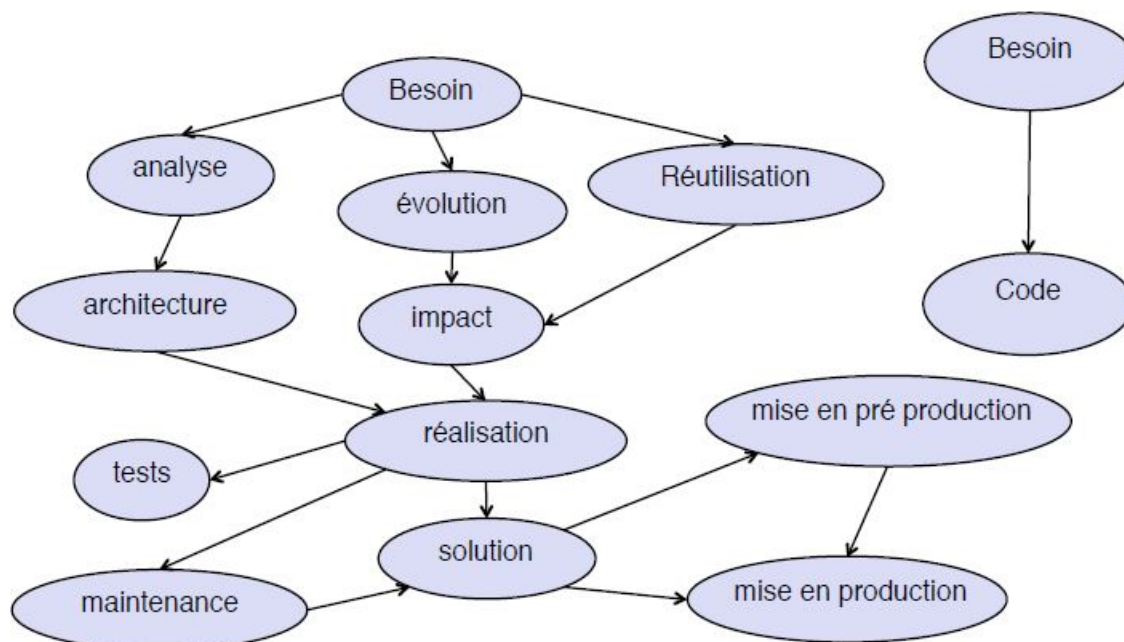 Besoin
Besoin
analyse
Réutilisation
évolution
architecture
impact
Code
mise en pré production
réalisation
tests
solution
maintenance
mise en production